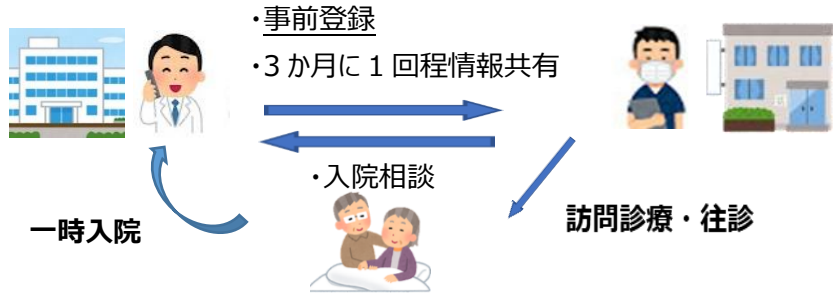 ・事前登録
・3か月に1回程情報共有
・入院相談
一時入院
訪問診療・往診